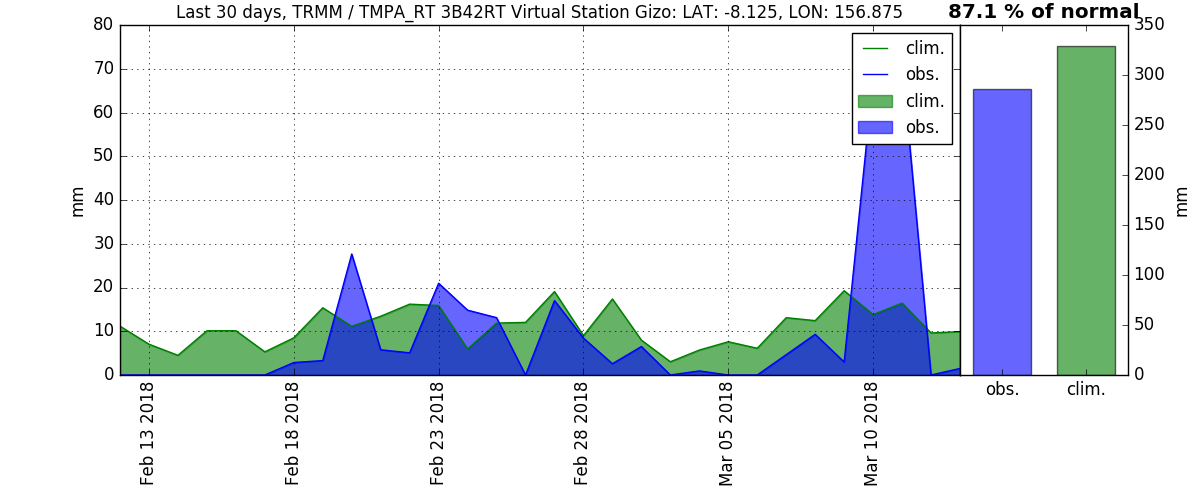 Last 30 days, TRMM / TMPA_RT 3B42RT Virtual Station Gizo: LAT: -8.125, LON: 156.875
87.1 % of normal
80
70
60
50
40
30
20
10
0
mm
clim.
obs.
clim.
obs.
Feb 13 2018
Feb 18 2018
Feb 23 2018
Feb 28 2018
Mar 05 2018
Mar 10 2018
350
300
250
200
150
100
50
0
mm
obs.
clim.